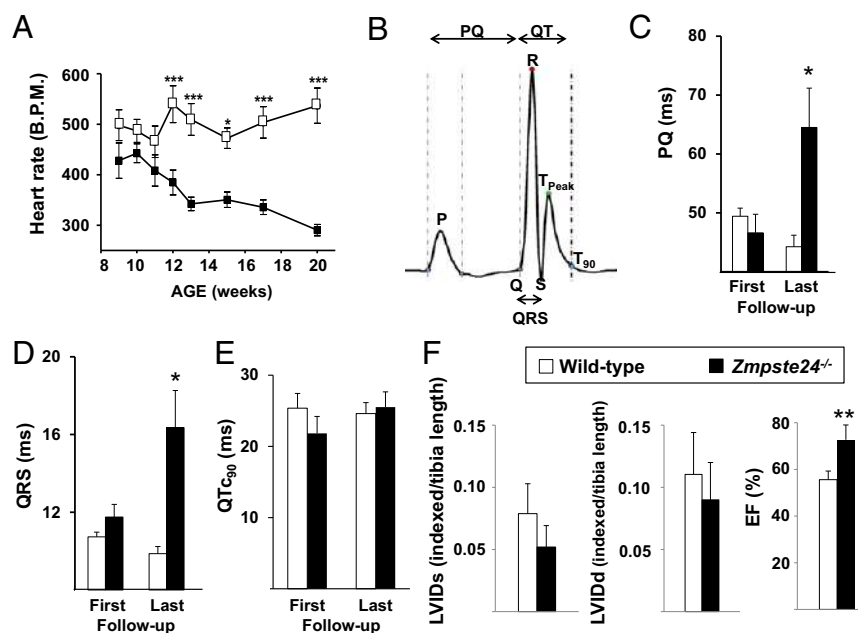 A
Heart rate (B.P.M.)
600
500
400
300
8 10 12 14 16 18 20
AGE (weeks)
***
***
*
***
***
B
PQ QT
R
P
T Peak
T90
Q S
QRS
C
PQ (ms)
80
70
60
50
*
First Last
Follow-up
D
QRS (ms)
20
16
12
*
First Last
Follow-up
E
QTc90 (ms)
40
30
20
10
First Last
Follow-up
F
Wild-type Zmpste24-/-
LVIDs (indexed/tibia length)
0.15
0.10
0.05
LVIDd (indexed/tibia length)
0.15
0.10
0.05
EF (%)
80
60
40
20
**